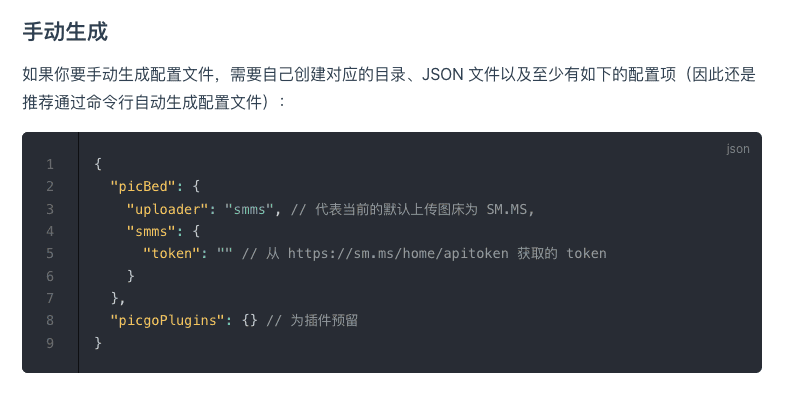 手动生成
如果你要手动生成配置文件，需要自己创建对应的目录、JSON 文件以及至少有如下的配置项（因此还是
推荐通过命令行自动生成配置文件）：
json
1 {
2   "picBed": {
3     "uploader": "smms", // 代表当前的默认上传图床为 SM.MS,
4     "smms": {
5       "token": "" // 从 https://sm.ms/home/apitoken 获取的 token
6     }
7   },
8   "picgoPlugins": {} // 为插件预留
9 }